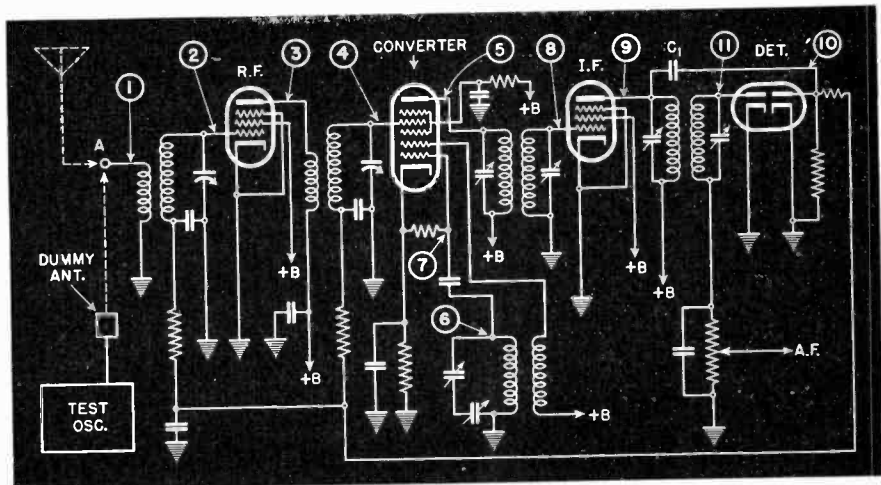 CONVERTER
DET.
R.F.
I.F.
C1
1
2
3
4
5
6
7
8
9
10
11
A
+B
+B
+B
+B
+B
+B
+B
DUMMY
ANT.
TEST
OSC.
A.F.